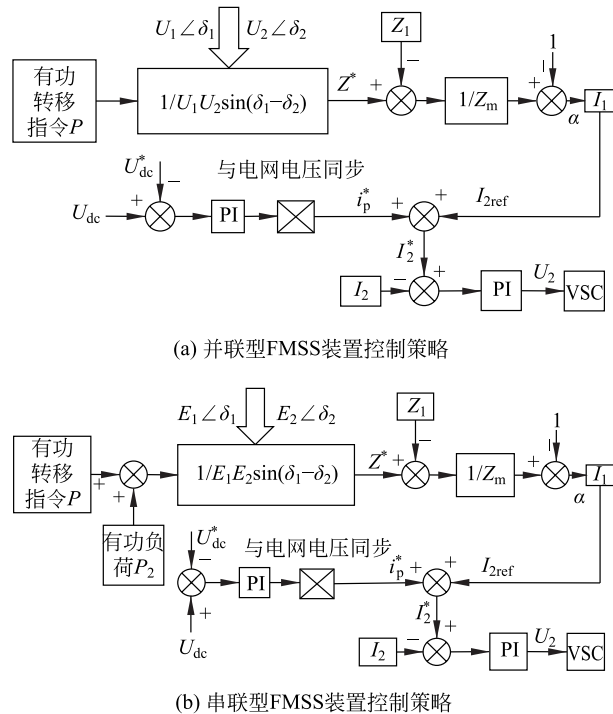 U₁∠δ₁ U₂∠δ₂
Z₁
1
有功
转移
指令P
1/U₁U₂sin(δ₁−δ₂)
Z* + −
1/Zₘ
+ − α
I₁
U*dc −
与电网电压同步
Udc +
PI
i*ₚ + +
I₂ref
I*₂
I₂ − +
PI
U₂
VSC
(a) 并联型FMSS装置控制策略
E₁∠δ₁ E₂∠δ₂
Z₁
1
有功
转移
指令P
+ +
1/E₁E₂sin(δ₁−δ₂)
Z* + −
1/Zₘ
+ − α
I₁
有功负
荷P₂
U*dc −
与电网电压同步
PI
i*ₚ + +
I₂ref
+
Udc
I*₂
I₂ − +
PI
U₂
VSC
(b) 串联型FMSS装置控制策略